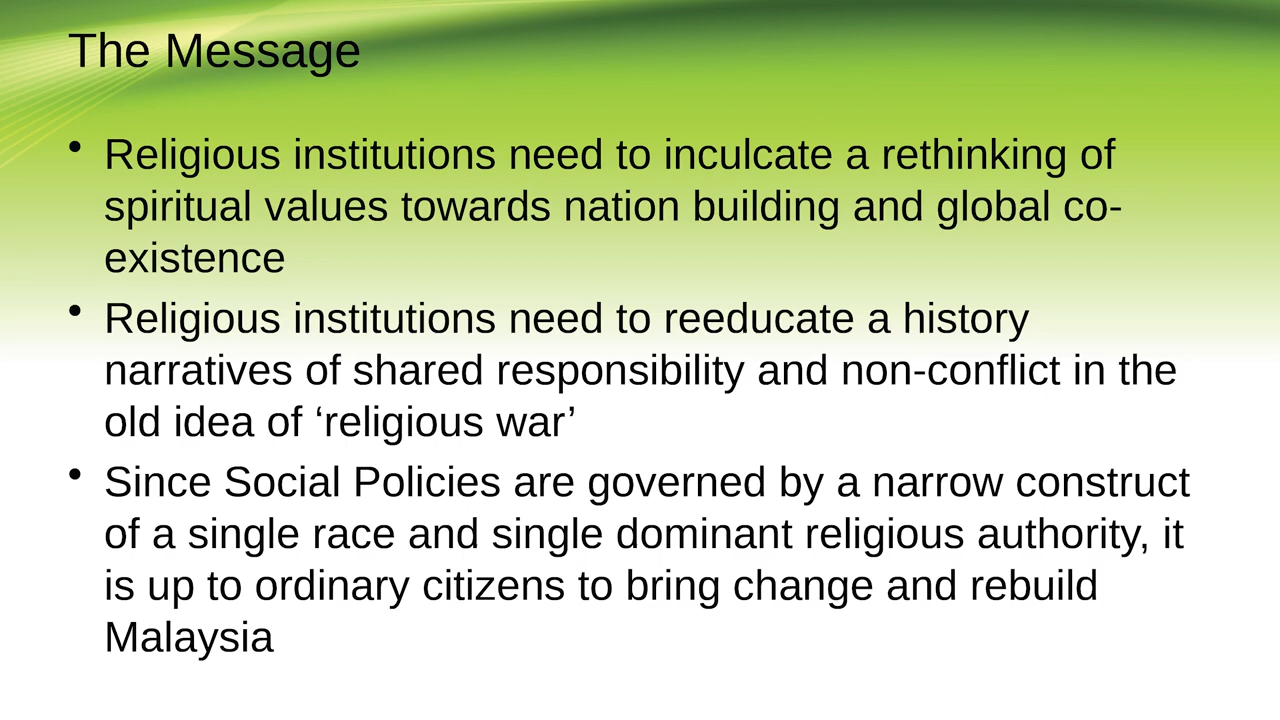 The Message
• Religious institutions need to inculcate a rethinking of
spiritual values towards nation building and global co-
existence
• Religious institutions need to reeducate a history
narratives of shared responsibility and non-conflict in the
old idea of ‘religious war’
• Since Social Policies are governed by a narrow construct
of a single race and single dominant religious authority, it
is up to ordinary citizens to bring change and rebuild
Malaysia